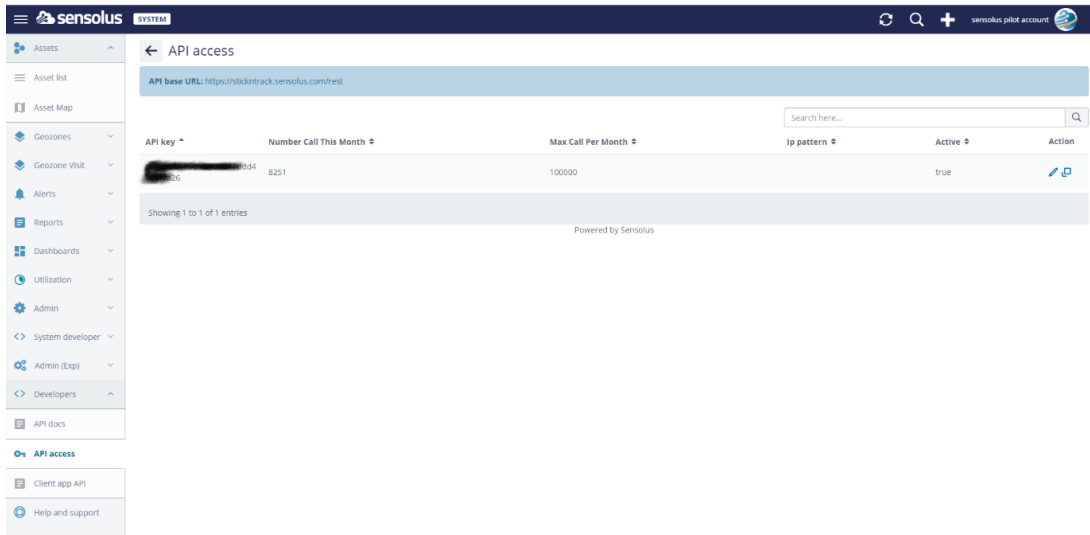 sensolus SYSTEM
sensolus pilot account
Assets
Asset list
Asset Map
Geozones
Geozone Visit
Alerts
Reports
Dashboards
Utilization
Admin
System developer
Admin (Exp)
Developers
API docs
API access
Client app API
Help and support
API access
API base URL: https://stickntrack.sensolus.com/rest
Search here...
API key Number Call This Month Max Call Per Month Ip pattern Active Action
dd4
26 8251 100000 true
Showing 1 to 1 of 1 entries
Powered by Sensolus